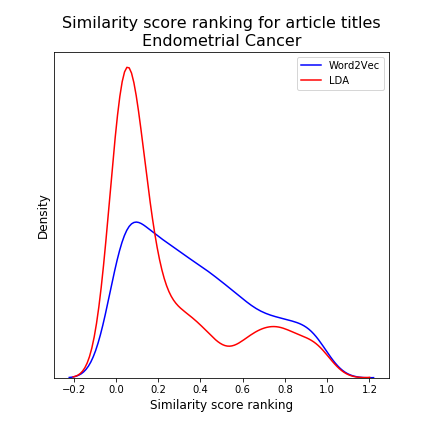 Similarity score ranking for article titles
Endometrial Cancer
Word2Vec
LDA
Density
−0.2 0.0 0.2 0.4 0.6 0.8 1.0 1.2
Similarity score ranking